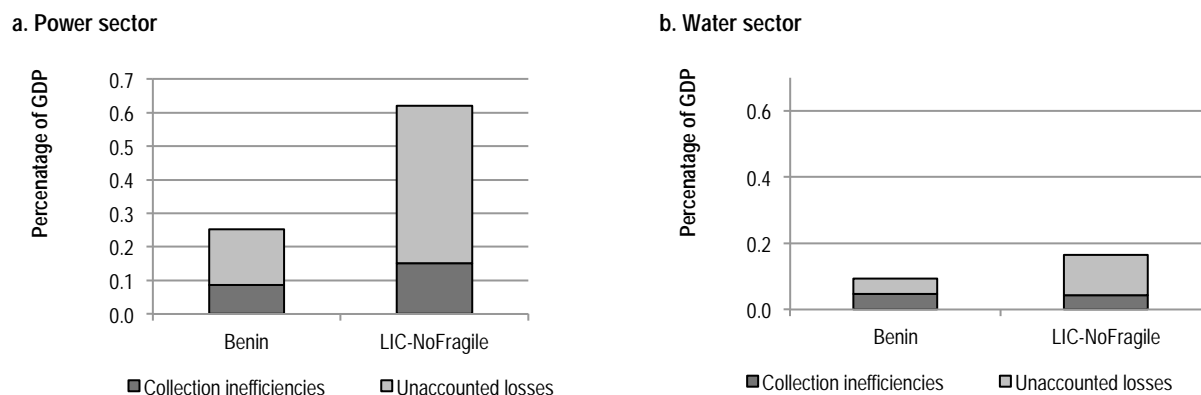 a. Power sector
Percenatage of GDP
0.7
0.6
0.5
0.4
0.3
0.2
0.1
0.0
Benin LIC-NoFragile
Collection inefficiencies Unaccounted losses
b. Water sector
Percenatage of GDP
0.6
0.4
0.2
0.0
Benin LIC-NoFragile
Collection inefficiencies Unaccounted losses